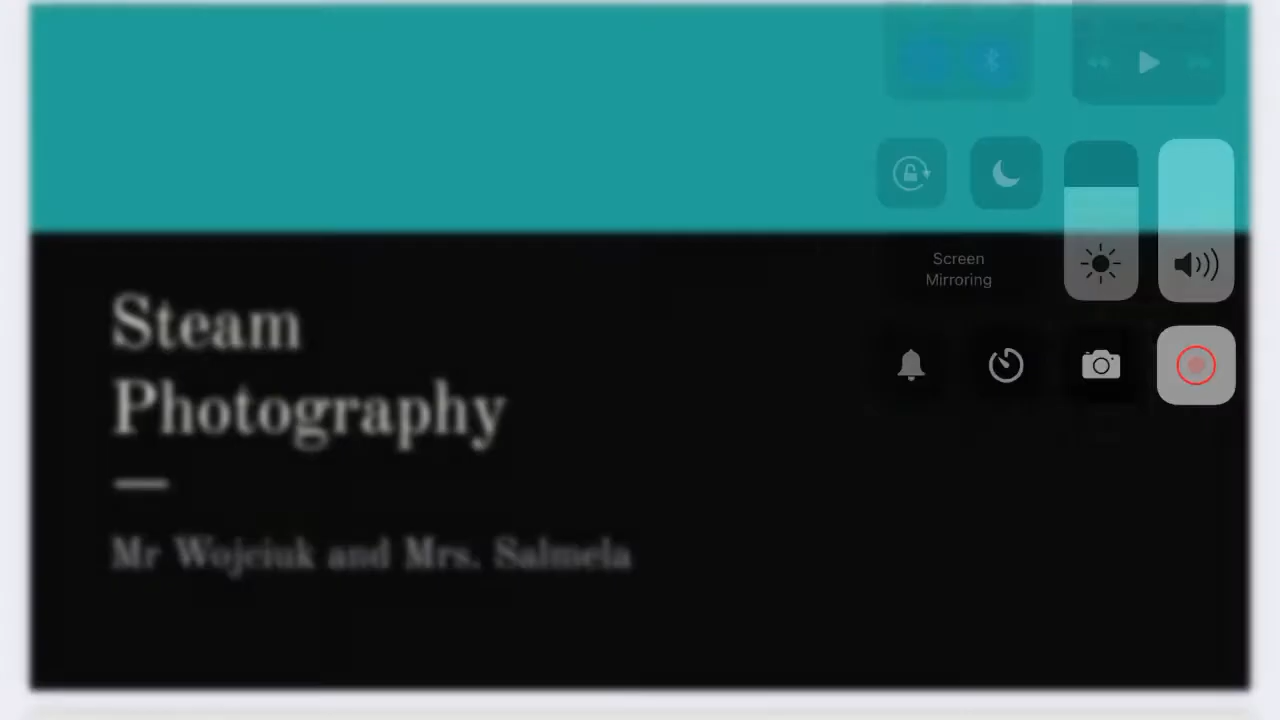 Screen
Mirroring
Steam
Photography
Mr Wojciuk and Mrs. Salmela